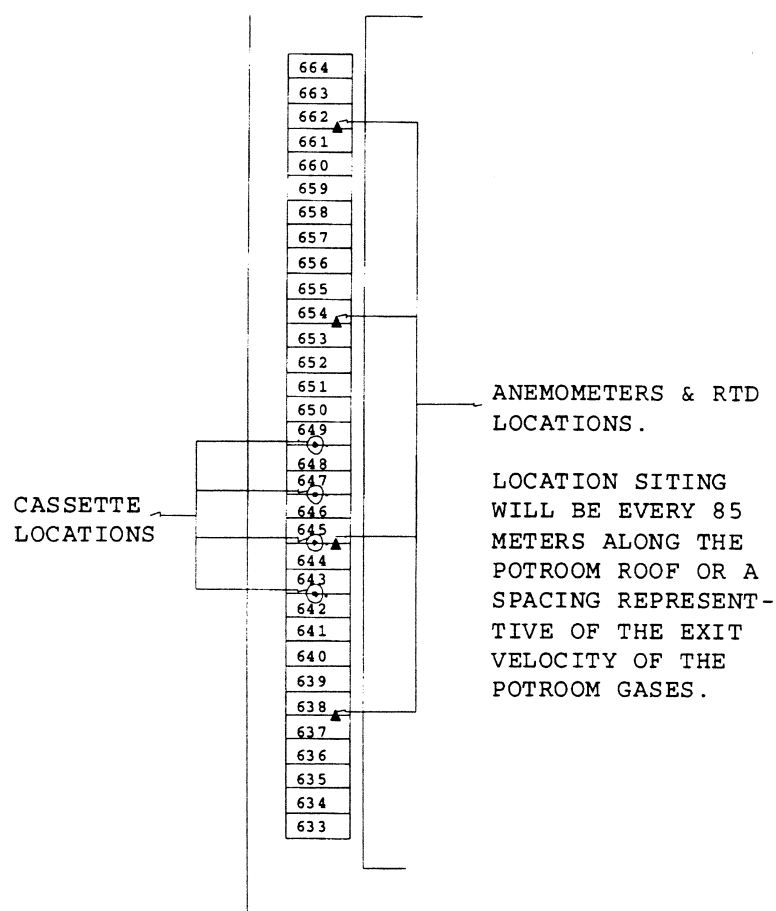 664
663
662
661
660
659
658
657
656
655
654
653
652
651
650
649
648
647
646
645
644
643
642
641
640
639
638
637
636
635
634
633
CASSETTE
LOCATIONS
ANEMOMETERS & RTD
LOCATIONS.
LOCATION SITING
WILL BE EVERY 85
METERS ALONG THE
POTROOM ROOF OR A
SPACING REPRESENT-
TIVE OF THE EXIT
VELOCITY OF THE
POTROOM GASES.